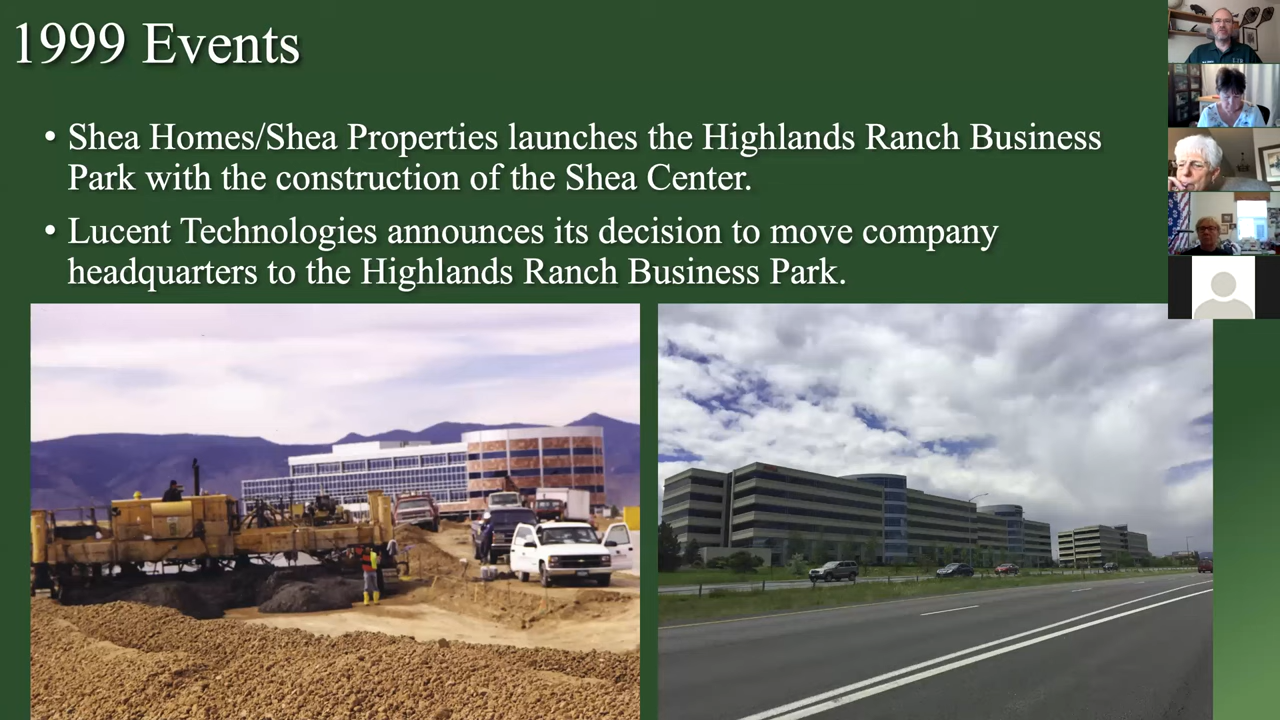 1999 Events
• Shea Homes/Shea Properties launches the Highlands Ranch Business
Park with the construction of the Shea Center.
• Lucent Technologies announces its decision to move company
headquarters to the Highlands Ranch Business Park.